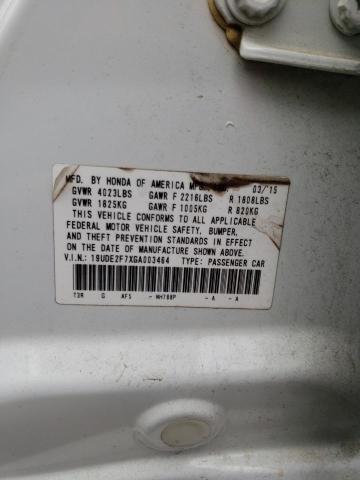 MFD. BY HONDA OF AMERICA MFG. 03/15
GVWR 4023LBS GAWR F 2216LBS R 1808LBS
GVWR 1825KG GAWR F 1005KG R 820KG
THIS VEHICLE CONFORMS TO ALL APPLICABLE
FEDERAL MOTOR VEHICLE SAFETY, BUMPER,
AND THEFT PREVENTION STANDARDS IN EFFECT
ON THE DATE OF MANUFACTURE SHOWN ABOVE.
V.I.N.: 19UDE2F7XGA003464 TYPE: PASSENGER CAR
T3R G AF5 - NH788P - A - A